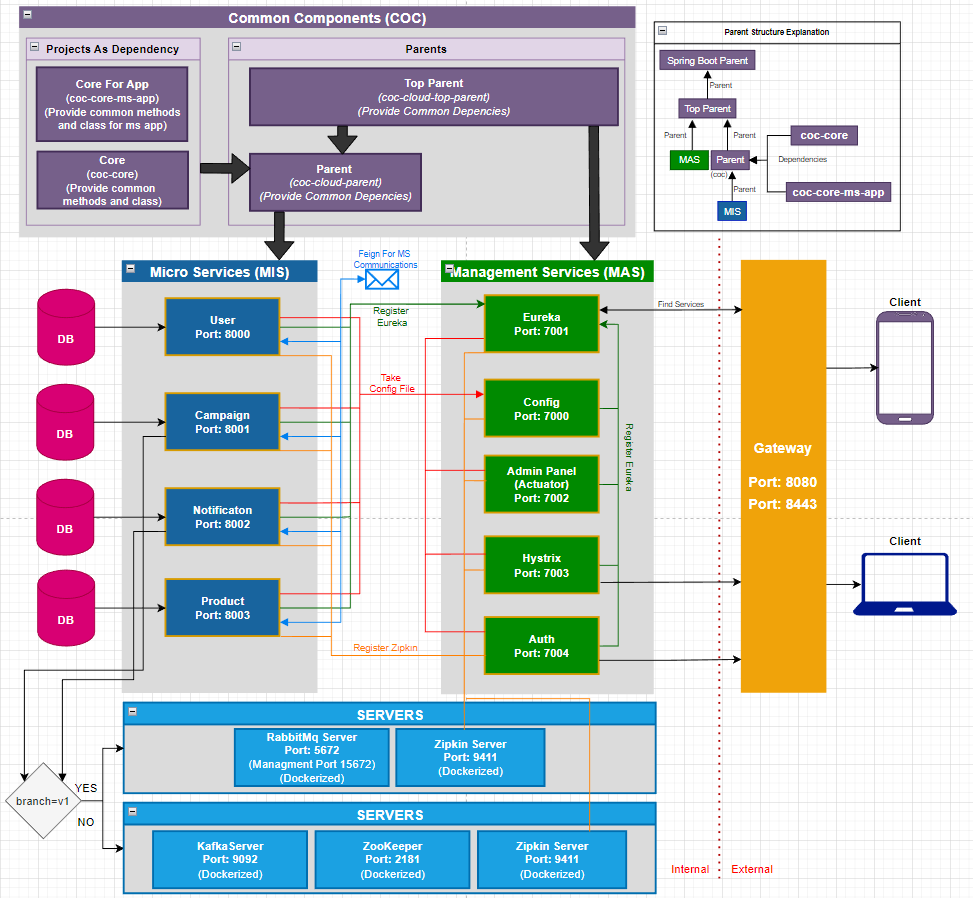 Common Components (COC)
Projects As Dependency
Core For App
(coc-core-ms-app)
(Provide common methods
and class for ms app)
Core
(coc-core)
(Provide common
methods and class)
Parents
Top Parent
(coc-cloud-top-parent)
(Provide Common Depencies)
Parent
(coc-cloud-parent)
(Provide Common Depencies)
Parent Structure Explanation
Spring Boot Parent
Parent
Top Parent
Parent
Parent
MAS
Parent
(coc)
coc-core
Dependencies
coc-core-ms-app
Parent
MIS
Micro Services (MIS)
DB
User
Port: 8000
DB
Campaign
Port: 8001
DB
Notificaton
Port: 8002
DB
Product
Port: 8003
Feign For MS
Communications
Register
Eureka
Take
Config File
Register Zipkin
Management Services (MAS)
Eureka
Port: 7001
Config
Port: 7000
Admin Panel
(Actuator)
Port: 7002
Hystrix
Port: 7003
Auth
Port: 7004
Register Eureka
Find Services
Gateway
Port: 8080
Port: 8443
Client
Client
SERVERS
RabbitMq Server
Port: 5672
(Managment Port 15672)
(Dockerized)
Zipkin Server
Port: 9411
(Dockerized)
branch=v1
YES
NO
SERVERS
KafkaServer
Port: 9092
(Dockerized)
ZooKeeper
Port: 2181
(Dockerized)
Zipkin Server
Port: 9411
(Dockerized)
Internal
External